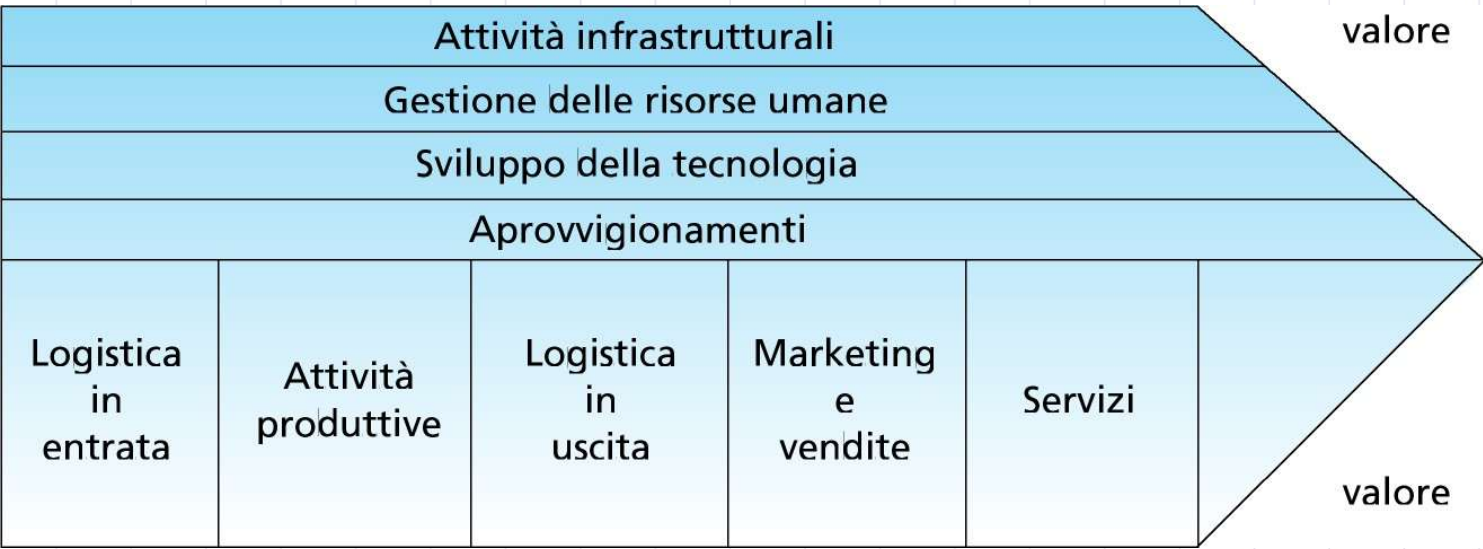 Attività infrastrutturali
valore
Gestione delle risorse umane
Sviluppo della tecnologia
Aprovvigionamenti
Logistica
in
entrata
Attività
produttive
Logistica
in
uscita
Marketing
e
vendite
Servizi
valore